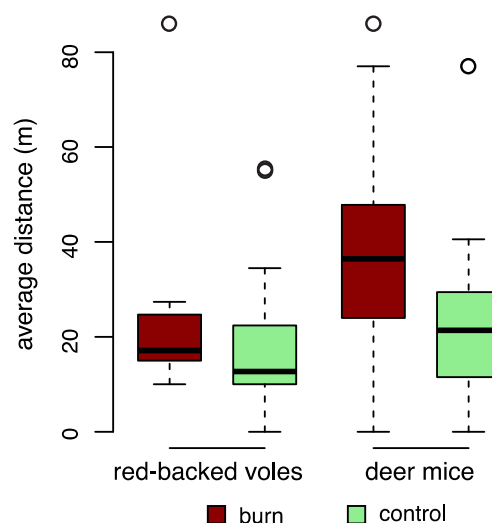 average distance (m)
80
60
40
20
0
red-backed voles deer mice
burn control